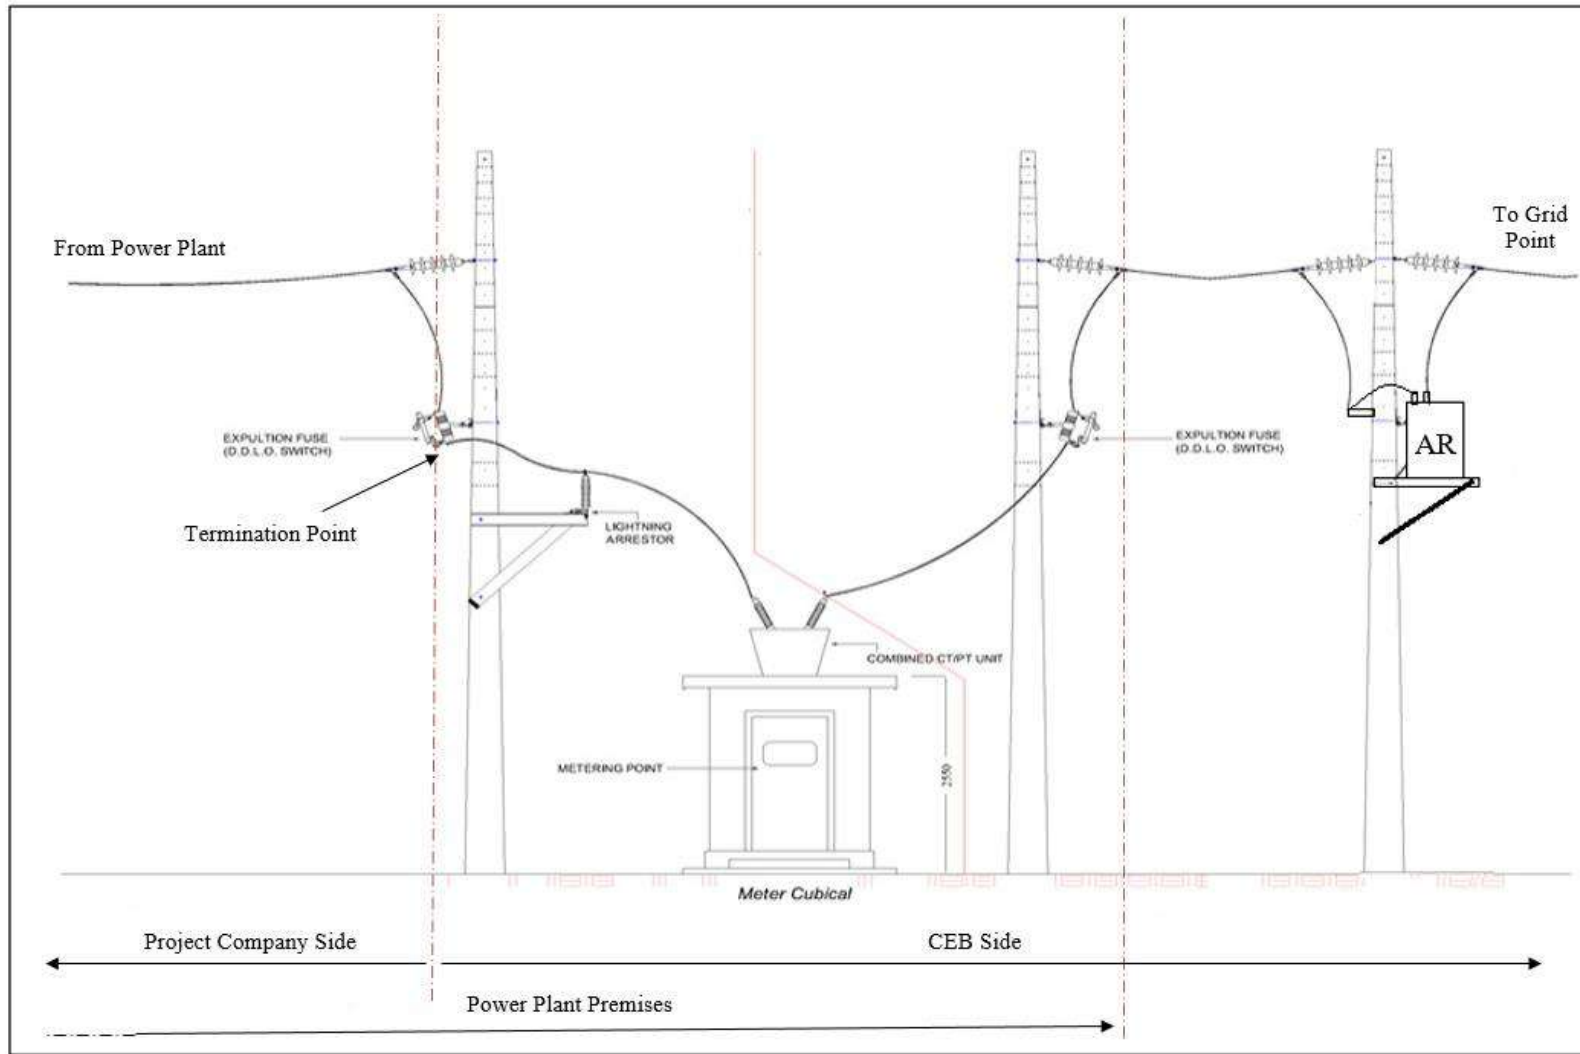 From Power Plant
To Grid
Point
EXPULTION FUSE
(D.D.L.O. SWITCH)
EXPULTION FUSE
(D.D.L.O. SWITCH)
AR
Termination Point
LIGHTNING
ARRESTOR
COMBINED CT/PT UNIT
METERING POINT
2550
Meter Cubical
Project Company Side
CEB Side
Power Plant Premises